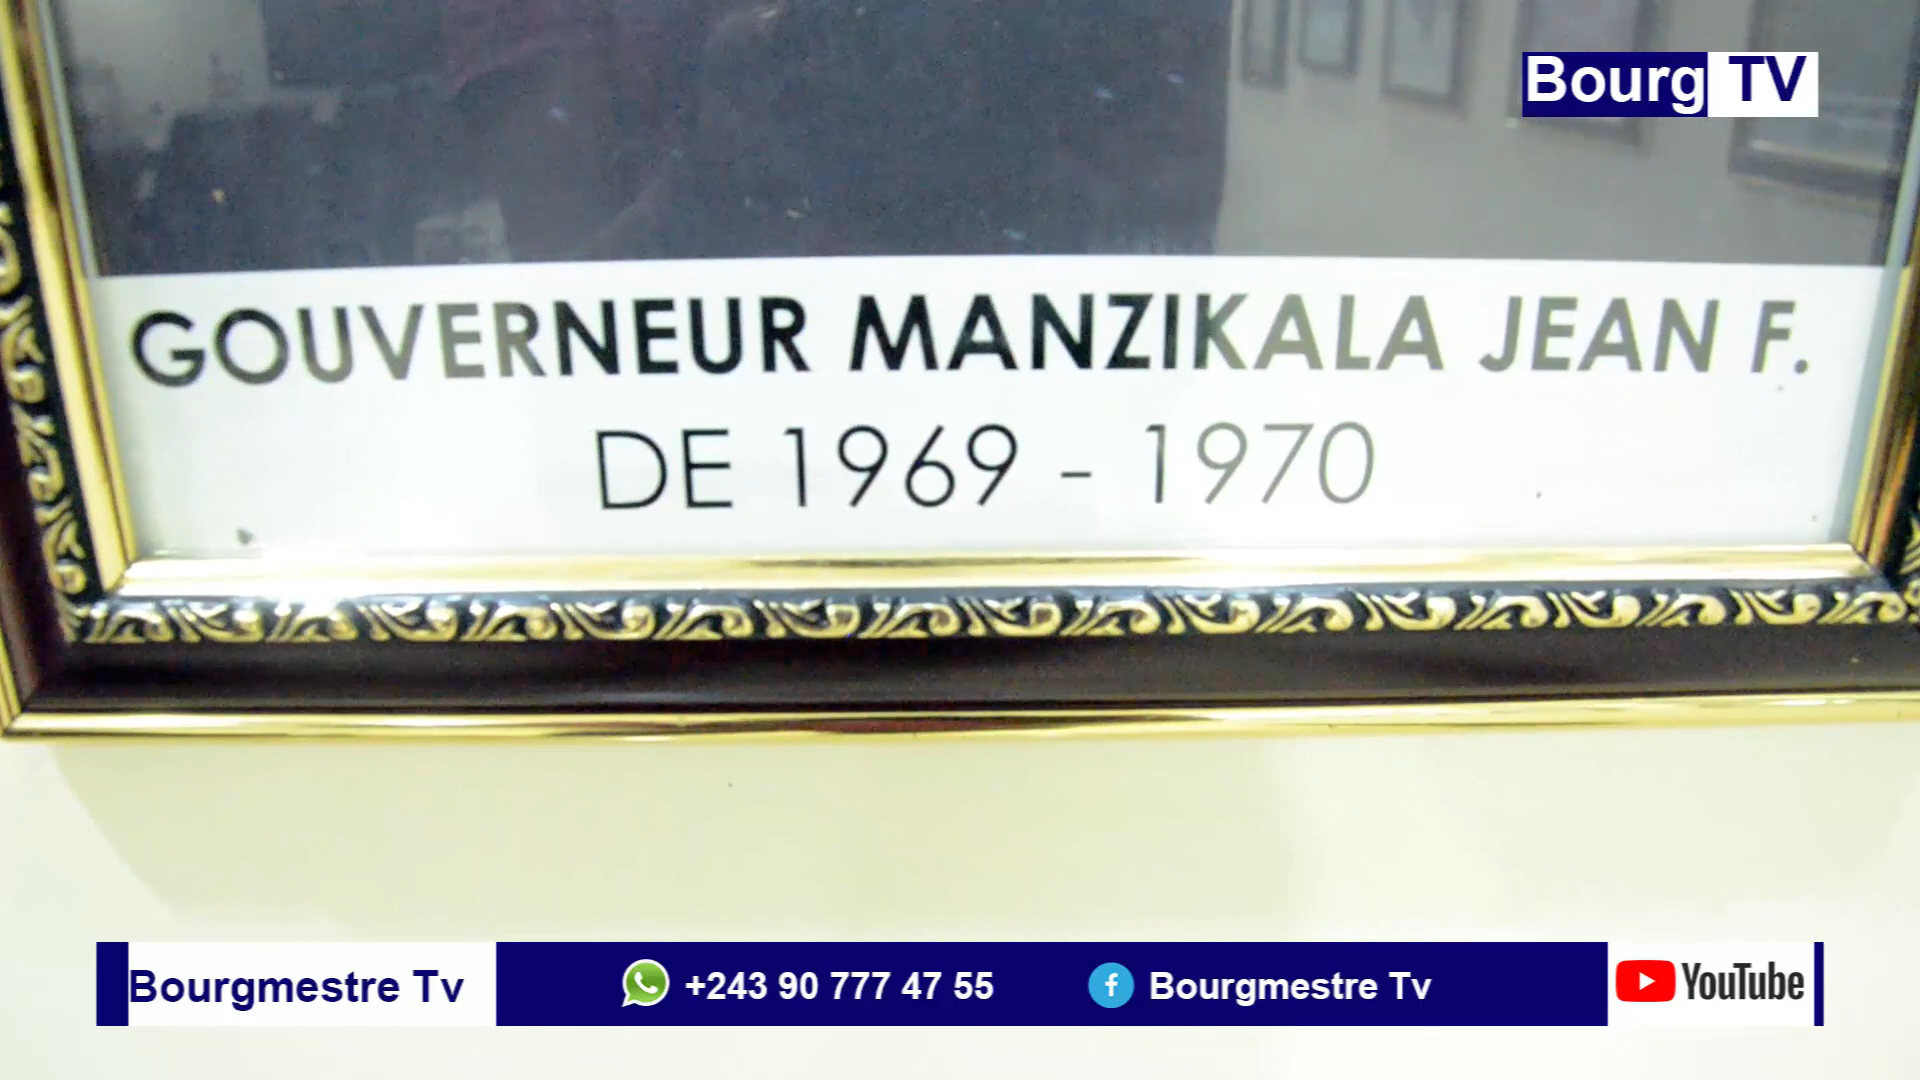 Bourg TV
GOUVERNEUR MANZIKALA JEAN F.
DE 1969 - 1970
Bourgmestre Tv
+243 90 777 47 55
Bourgmestre Tv
YouTube